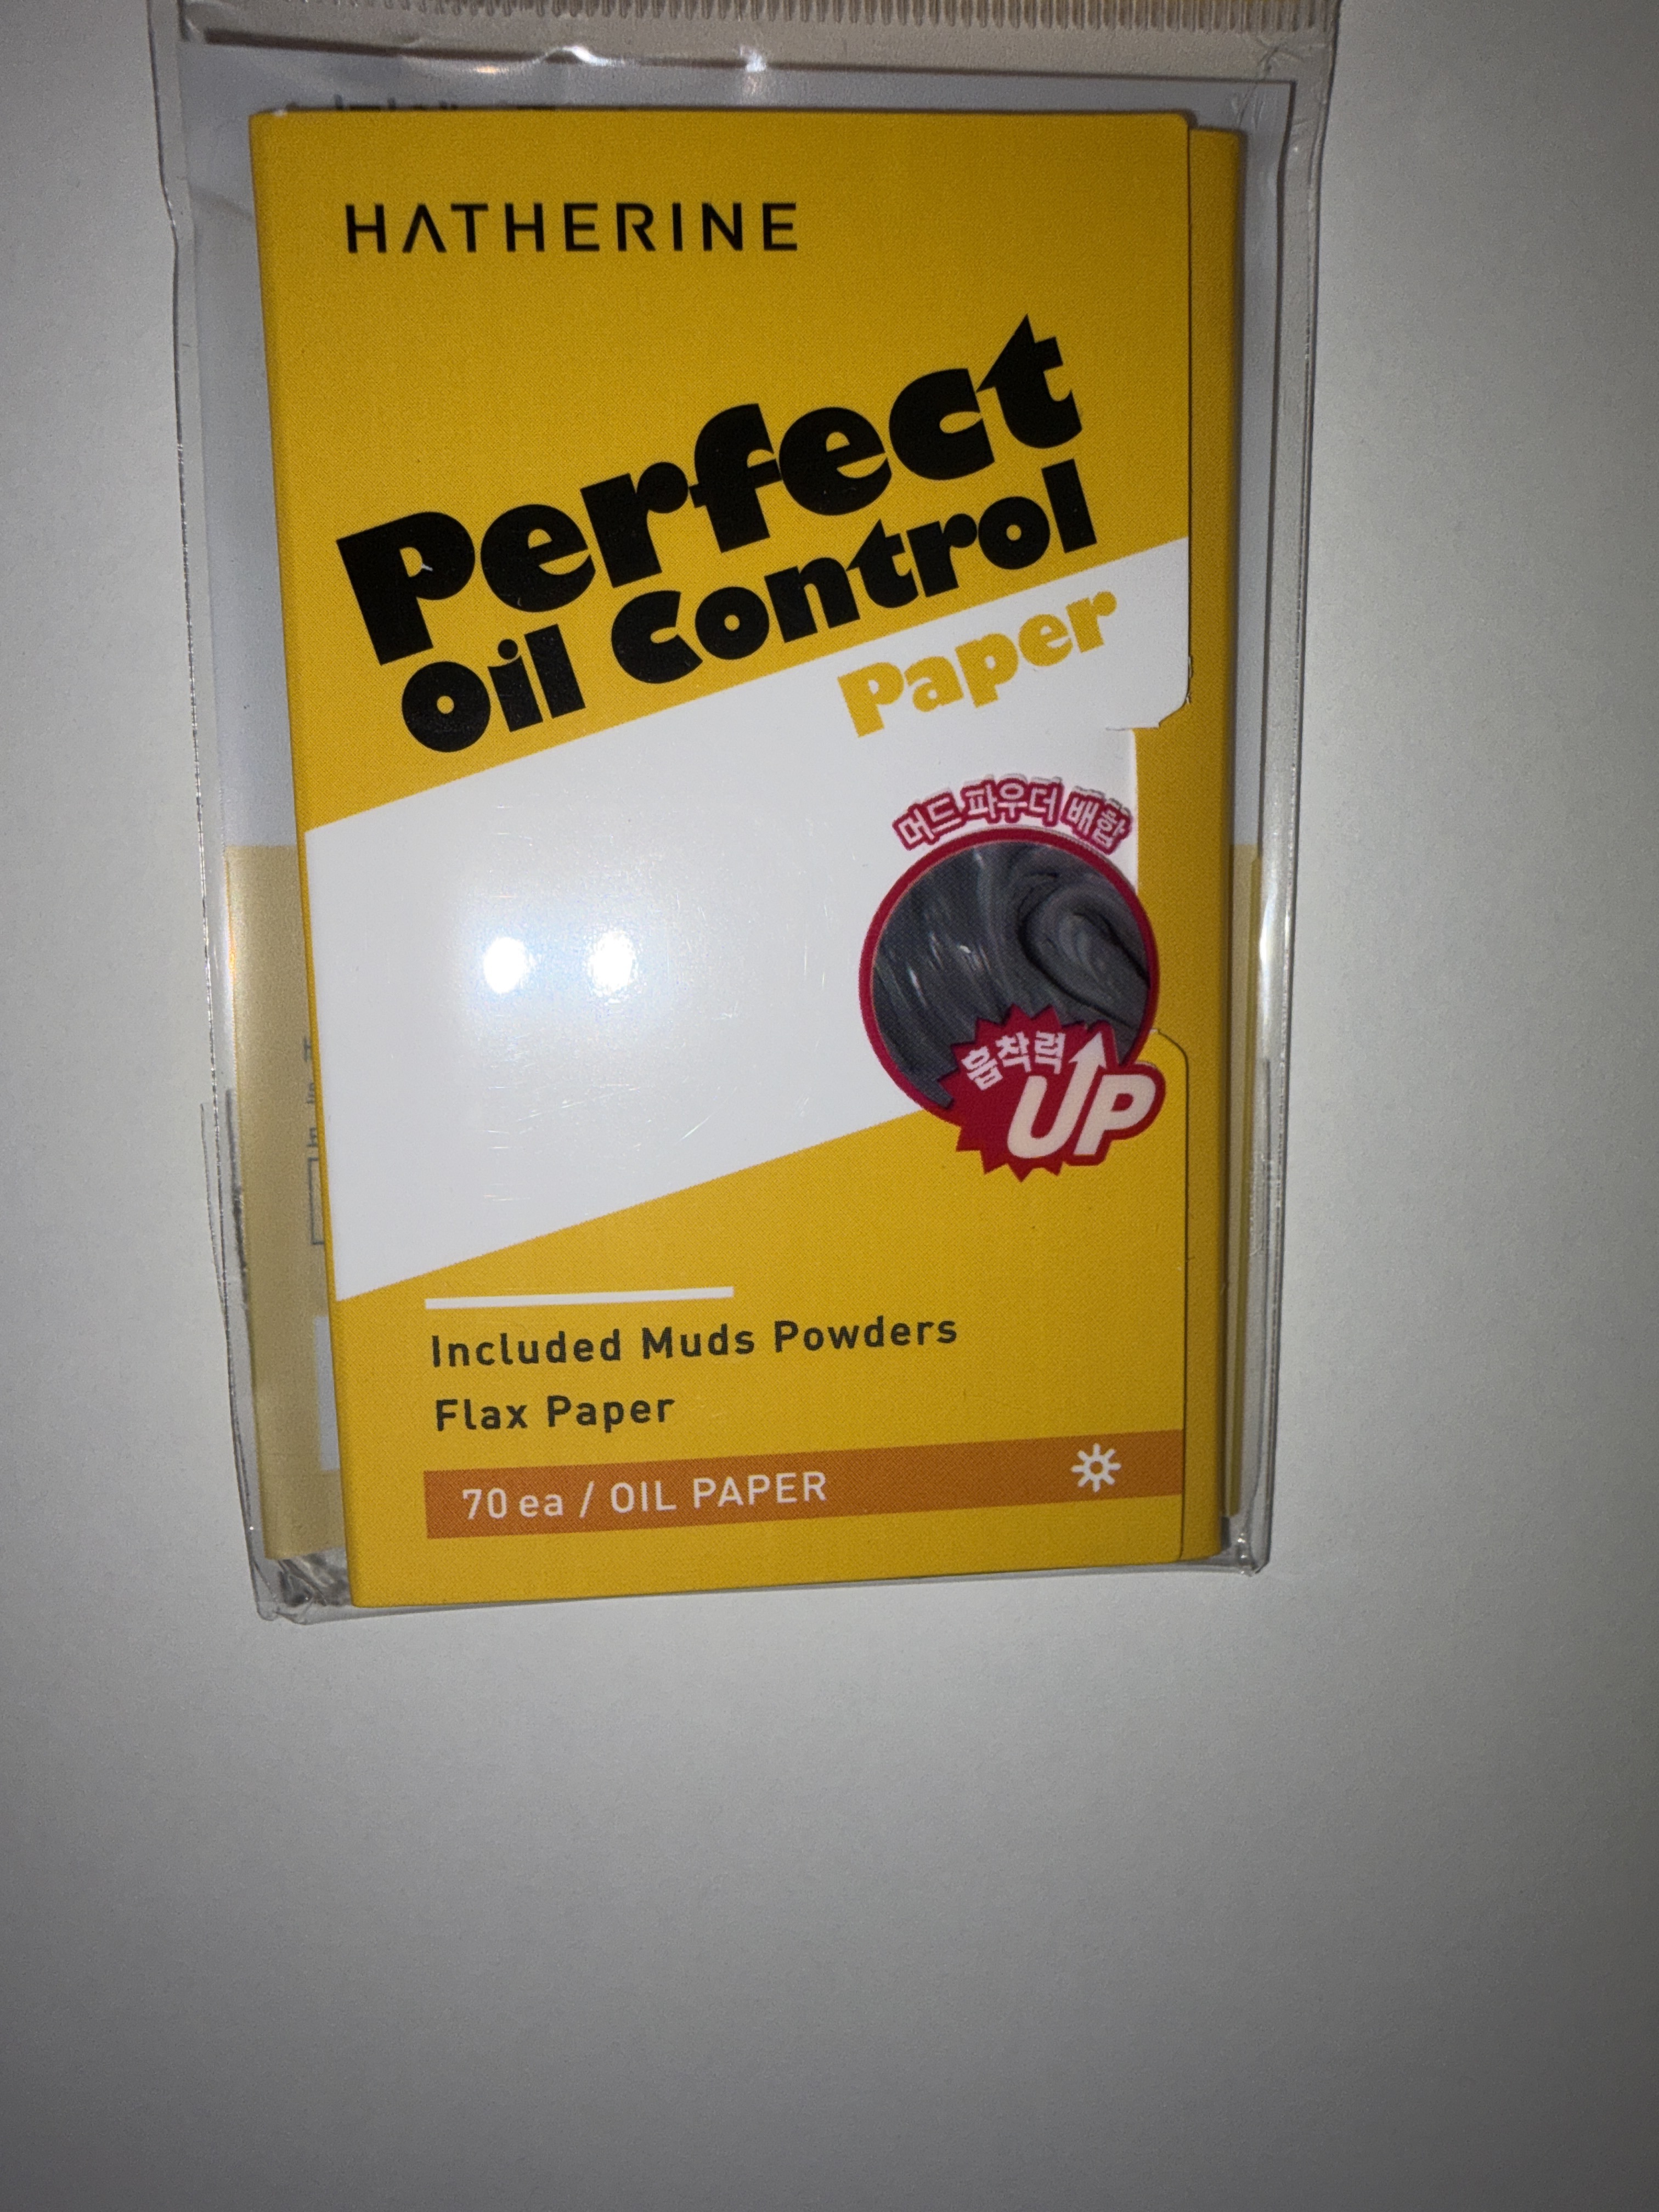 HATHERINE
Perfect
Oil Control
Paper
머드 파우더 배합
흡착력
UP
Included Muds Powders
Flax Paper
70 ea / OIL PAPER